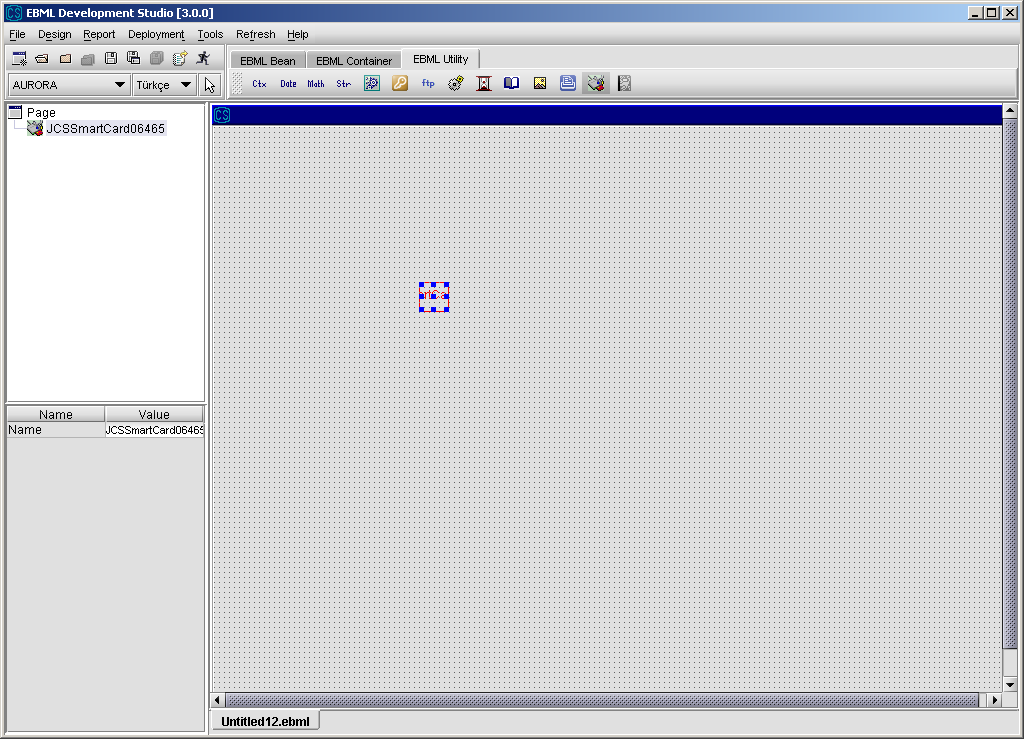 EBML Development Studio [3.0.0]
File Design Report Deployment Tools Refresh Help
EBML Bean EBML Container EBML Utility
AURORA Türkçe
Ctx Date Math Str ftp
Page
JCSSmartCard06465
CS
Name Value
Name JCSSmartCard06465
Untitled12.ebml